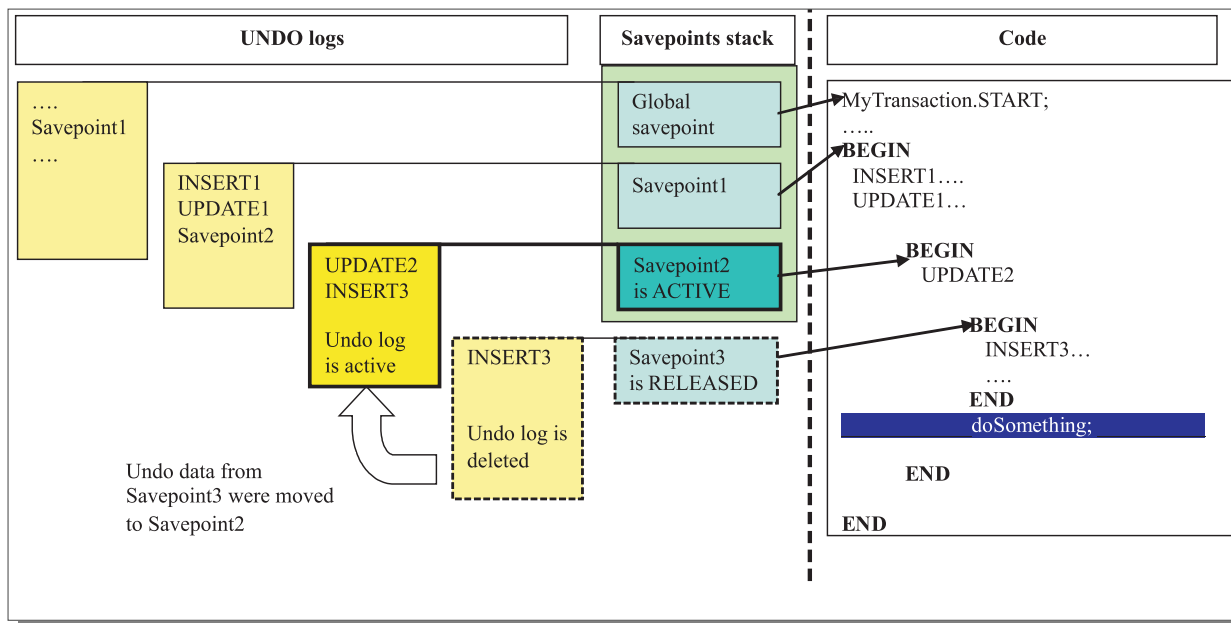 UNDO logs
Savepoints stack
Code
….
Savepoint1
….
INSERT1
UPDATE1
Savepoint2
UPDATE2
INSERT3
Undo log
is active
INSERT3
Undo log is
deleted
Undo data from
Savepoint3 were moved
to Savepoint2
Global
savepoint
Savepoint1
Savepoint2
is ACTIVE
Savepoint3
is RELEASED
MyTransaction.START;
…..
BEGIN
INSERT1….
UPDATE1…
BEGIN
UPDATE2
BEGIN
INSERT3…
….
END
doSomething;
END
END